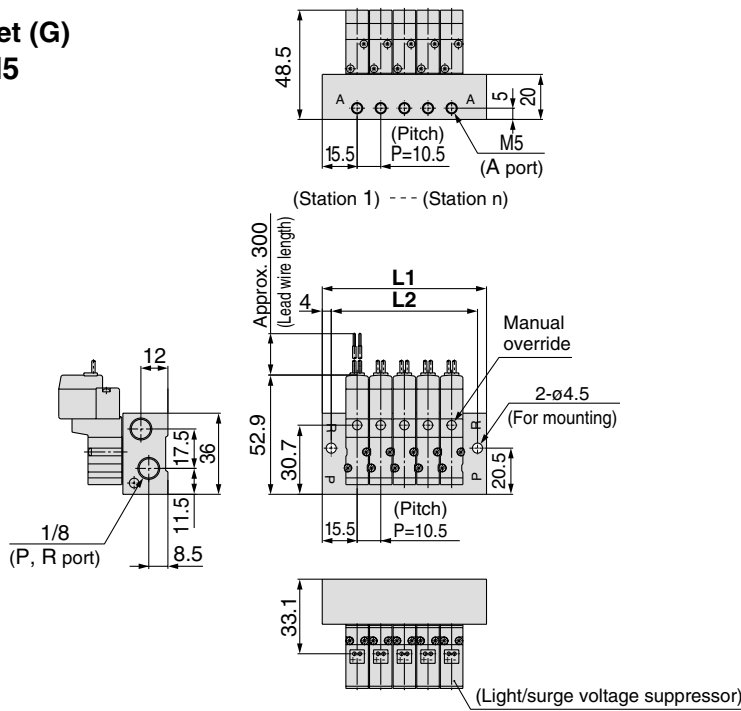 et (G)
15
48.5
A
A
5
20
(Pitch)
15.5
P=10.5
M5
(A port)
(Station 1) --- (Station n)
Approx. 300
(Lead wire length)
L1
4
L2
Manual
override
12
2-ø4.5
(For mounting)
52.9
30.7
R
R
P
P
20.5
17.5
36
11.5
(Pitch)
15.5
P=10.5
1/8
(P, R port)
8.5
33.1
(Light/surge voltage suppressor)